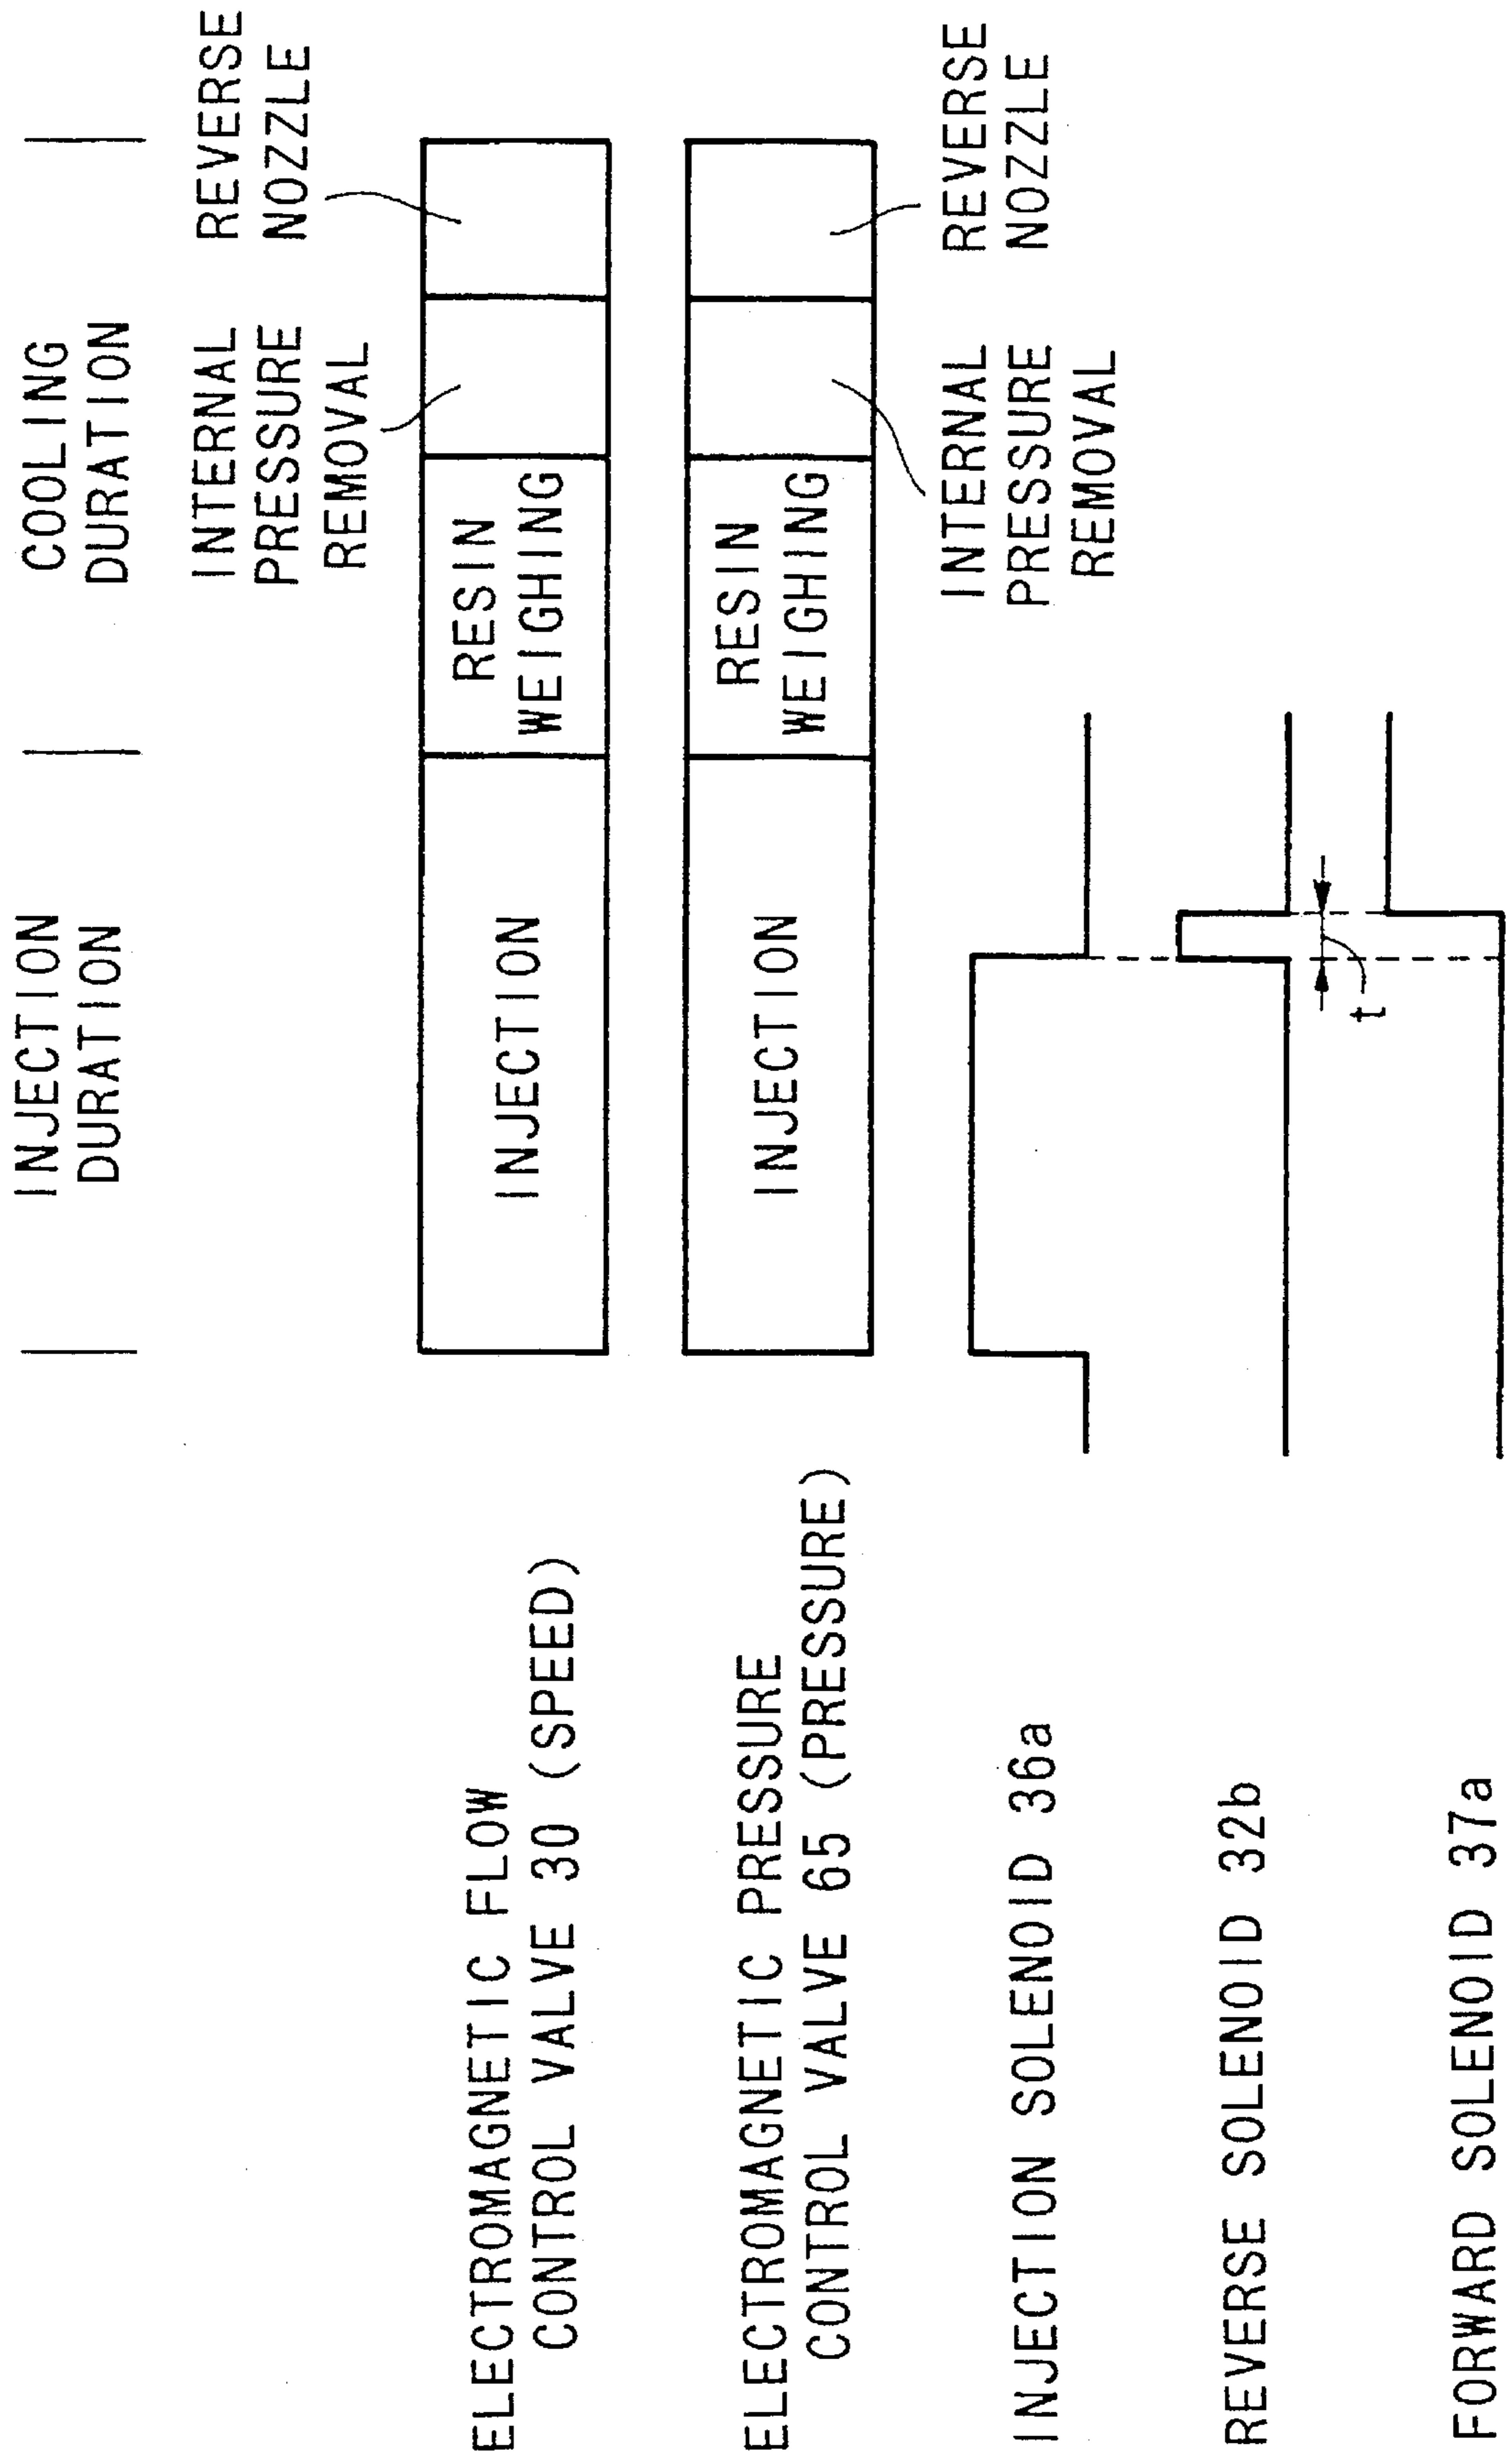 INJECTION
DURATION
COOLING
DURATION
INTERNAL
PRESSURE
REMOVAL
REVERSE
NOZZLE
ELECTROMAGNETIC FLOW
CONTROL VALVE 30 (SPEED)
INJECTION
RESIN
WEIGHING
ELECTROMAGNETIC PRESSURE
CONTROL VALVE 65 (PRESSURE)
INJECTION
RESIN
WEIGHING
INTERNAL
PRESSURE
REMOVAL
REVERSE
NOZZLE
INJECTION SOLENOID 36a
REVERSE SOLENOID 32b
t
FORWARD SOLENOID 37a